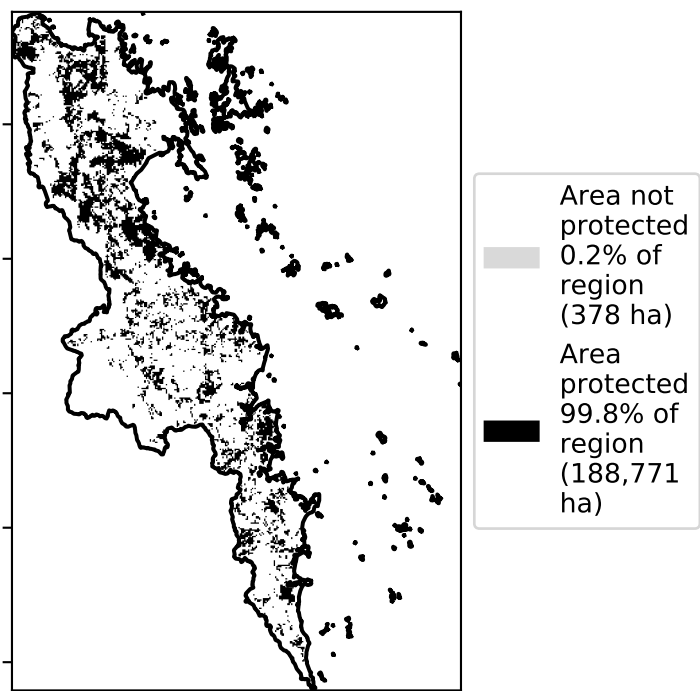 Area not
protected
0.2% of
region
(378 ha)
Area
protected
99.8% of
region
(188,771
ha)